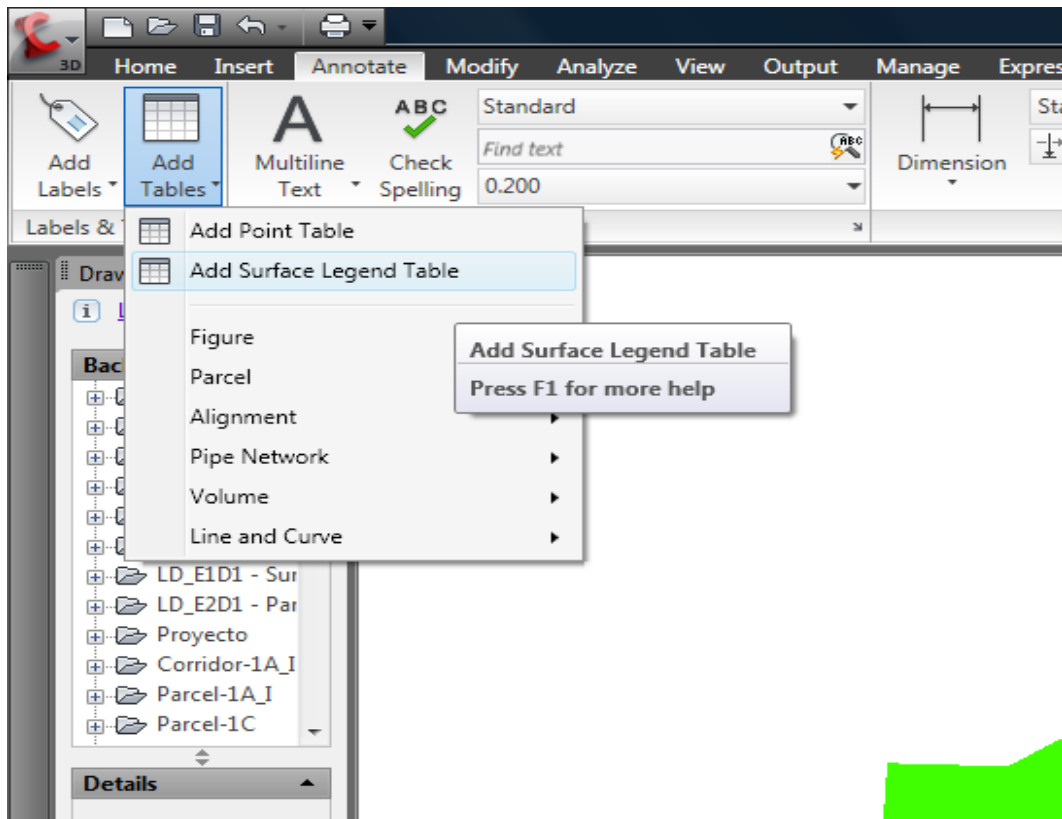 3D Home Insert Annotate Modify Analyze View Output Manage Expres
ABC Standard
Find text ABC
Add Labels Add Tables Multiline Text Check Spelling 0.200 Dimension
Labels &
Add Point Table
Add Surface Legend Table
Draw
Figure
Add Surface Legend Table
Parcel
Press F1 for more help
Alignment
Pipe Network
Volume
Line and Curve
LD_E1D1 - Sur
LD_E2D1 - Par
Proyecto
Corridor-1A_I
Parcel-1A_I
Parcel-1C
Details